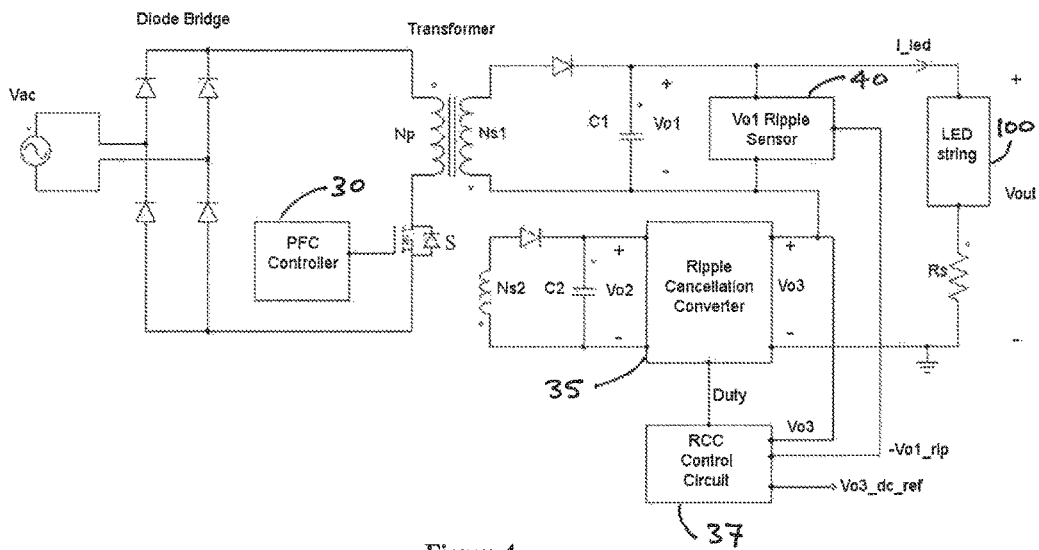 Diode Bridge
Transformer
I_led
Vac
Np
Ns1
C1
+
Vo1
-
40
Vo1 Ripple
Sensor
LED
string
100
+
Vout
-
30
PFC
Controller
S
Ns2
C2
+
Vo2
-
Ripple
Cancellation
Converter
+
Vo3
-
Rs
35
Duty
Vo3
RCC
Control
Circuit
-Vo1_rip
Vo3_dc_ref
37